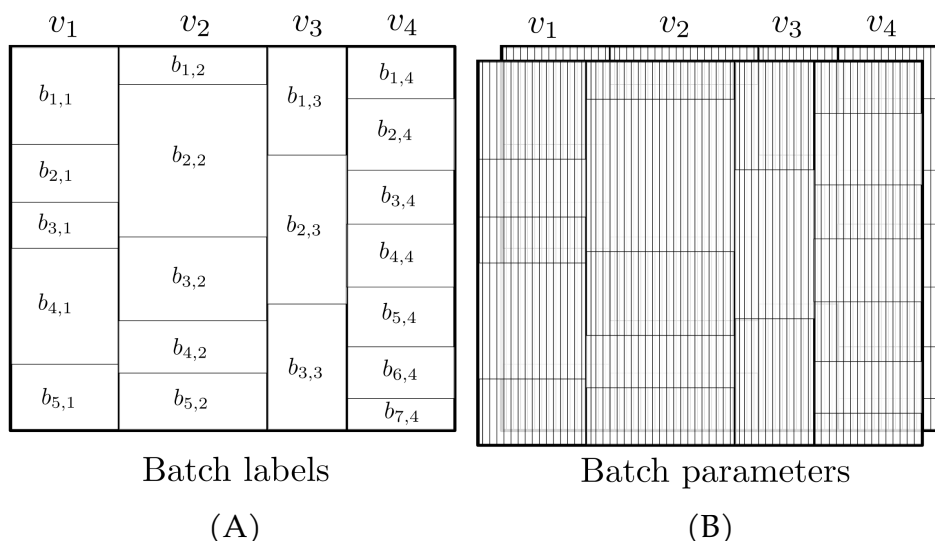 v₁ v₂ v₃ v₄
b₁,₁
b₂,₁
b₃,₁
b₄,₁
b₅,₁
b₁,₂
b₂,₂
b₃,₂
b₄,₂
b₅,₂
b₁,₃
b₂,₃
b₃,₃
b₁,₄
b₂,₄
b₃,₄
b₄,₄
b₅,₄
b₆,₄
b₇,₄
Batch labels
(A)
v₁ v₂ v₃ v₄
Batch parameters
(B)